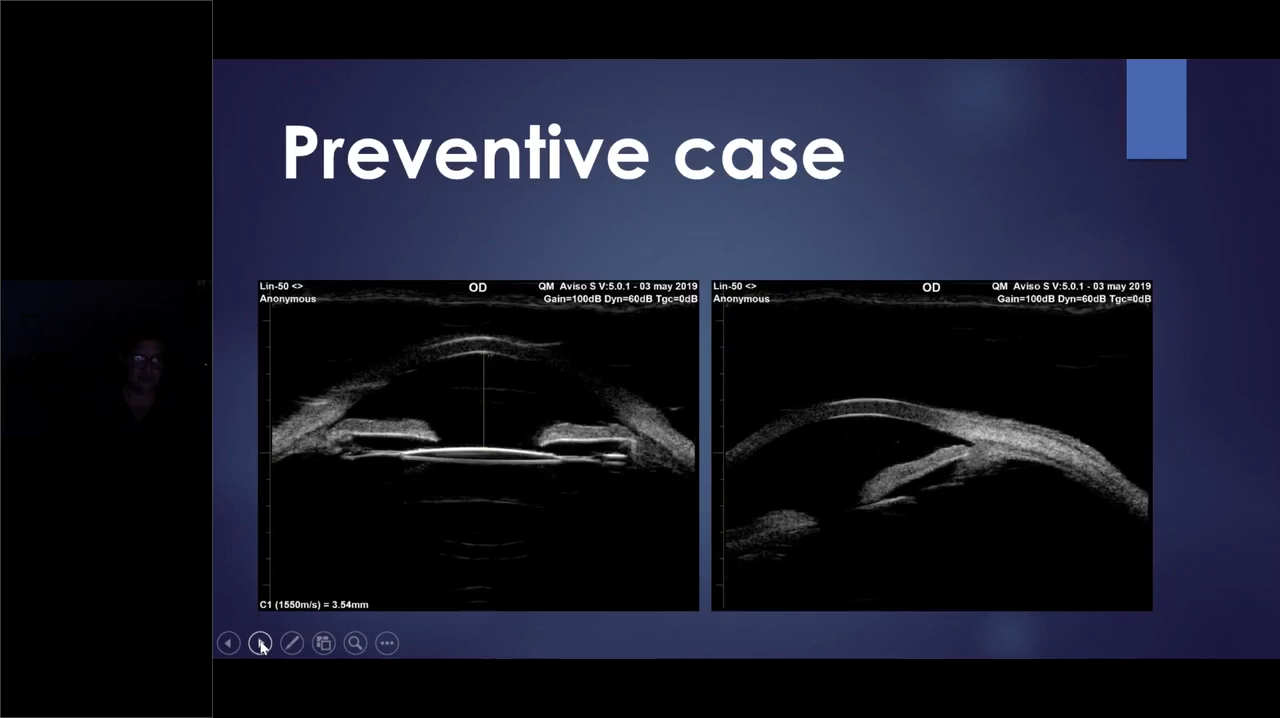 Preventive case
Lin-50 <>
OD
QM Aviso S V:5.0.1 - 03 may 2019
Anonymous
Gain=100dB Dyn=60dB Tgc=0dB
C1 (1550m/s) = 3.54mm
Lin-50 <>
OD
QM Aviso S V:5.0.1 - 03 may 2019
Anonymous
Gain=100dB Dyn=60dB Tgc=0dB